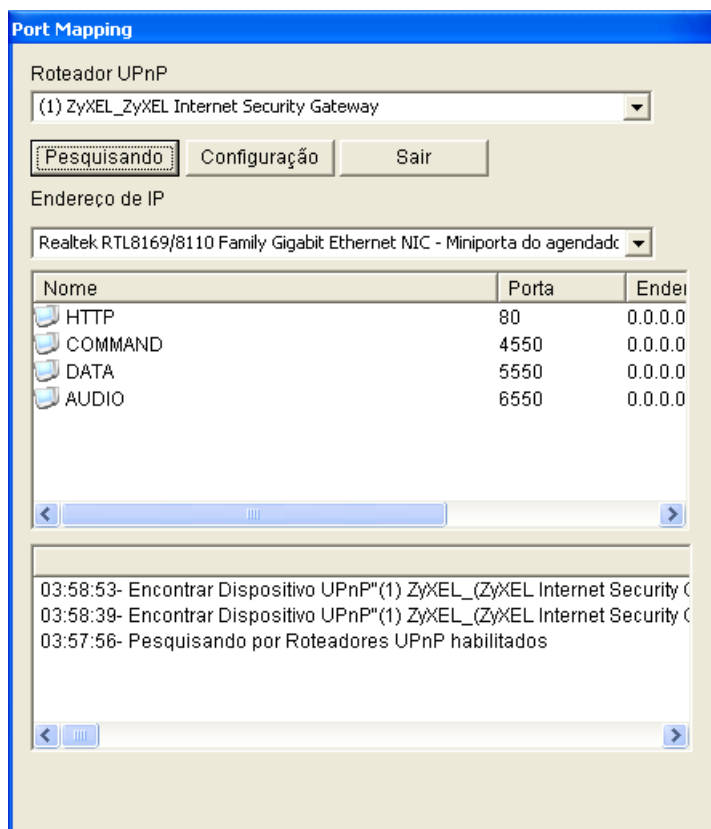 Port Mapping
Roteador UPnP
(1) ZyXEL_ZyXEL Internet Security Gateway
Pesquisando Configuração Sair
Endereço de IP
Realtek RTL8169/8110 Family Gigabit Ethernet NIC - Miniporta do agendadc
Nome Porta Ender
HTTP 80 0.0.0.0
COMMAND 4550 0.0.0.0
DATA 5550 0.0.0.0
AUDIO 6550 0.0.0.0
03:58:53- Encontrar Dispositivo UPnP"(1) ZyXEL_(ZyXEL Internet Security
03:58:39- Encontrar Dispositivo UPnP"(1) ZyXEL_(ZyXEL Internet Security
03:57:56- Pesquisando por Roteadores UPnP habilitados